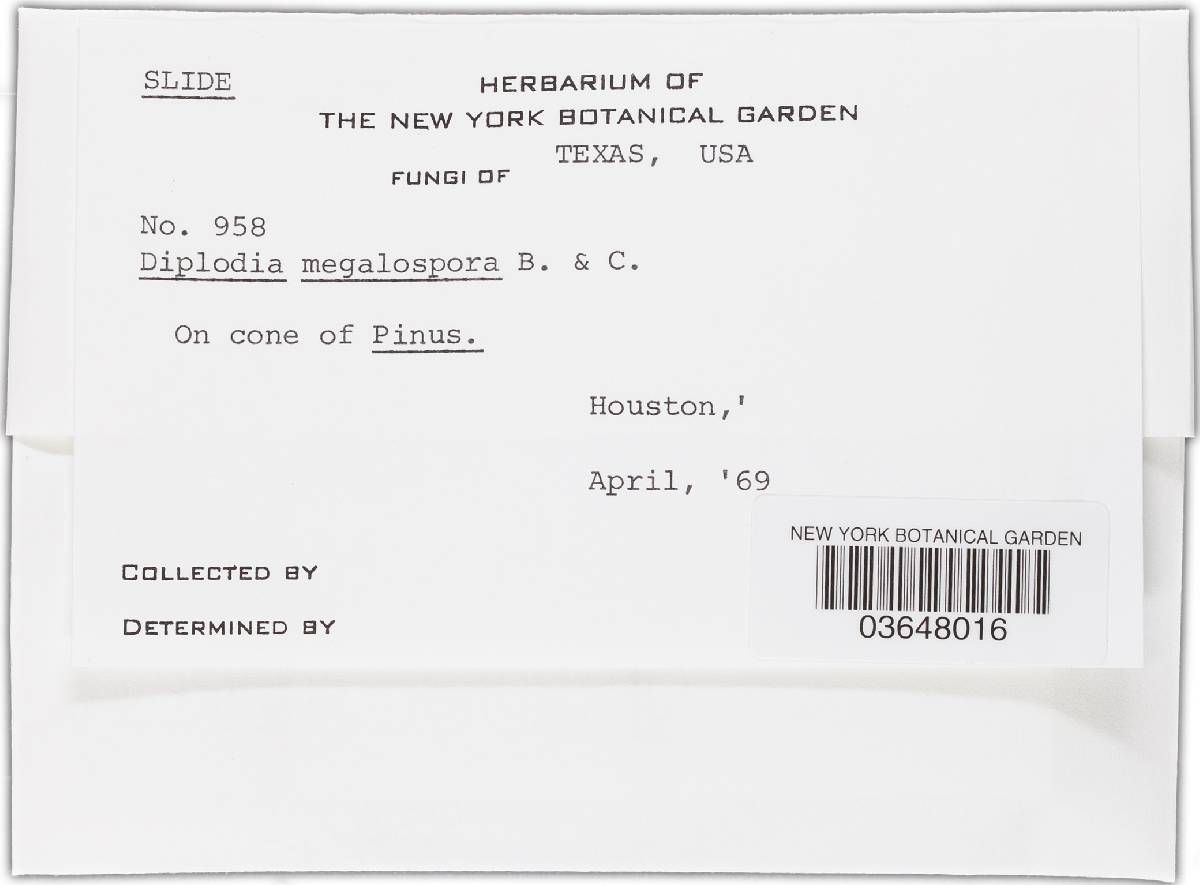 SLIDE
HERBARIUM OF
THE NEW YORK BOTANICAL GARDEN
TEXAS, USA
FUNGI OF
No. 958
Diplodia megalospora B. & C.
On cone of Pinus.
Houston,'
April, '69
NEW YORK BOTANICAL GARDEN
03648016
COLLECTED BY
DETERMINED BY